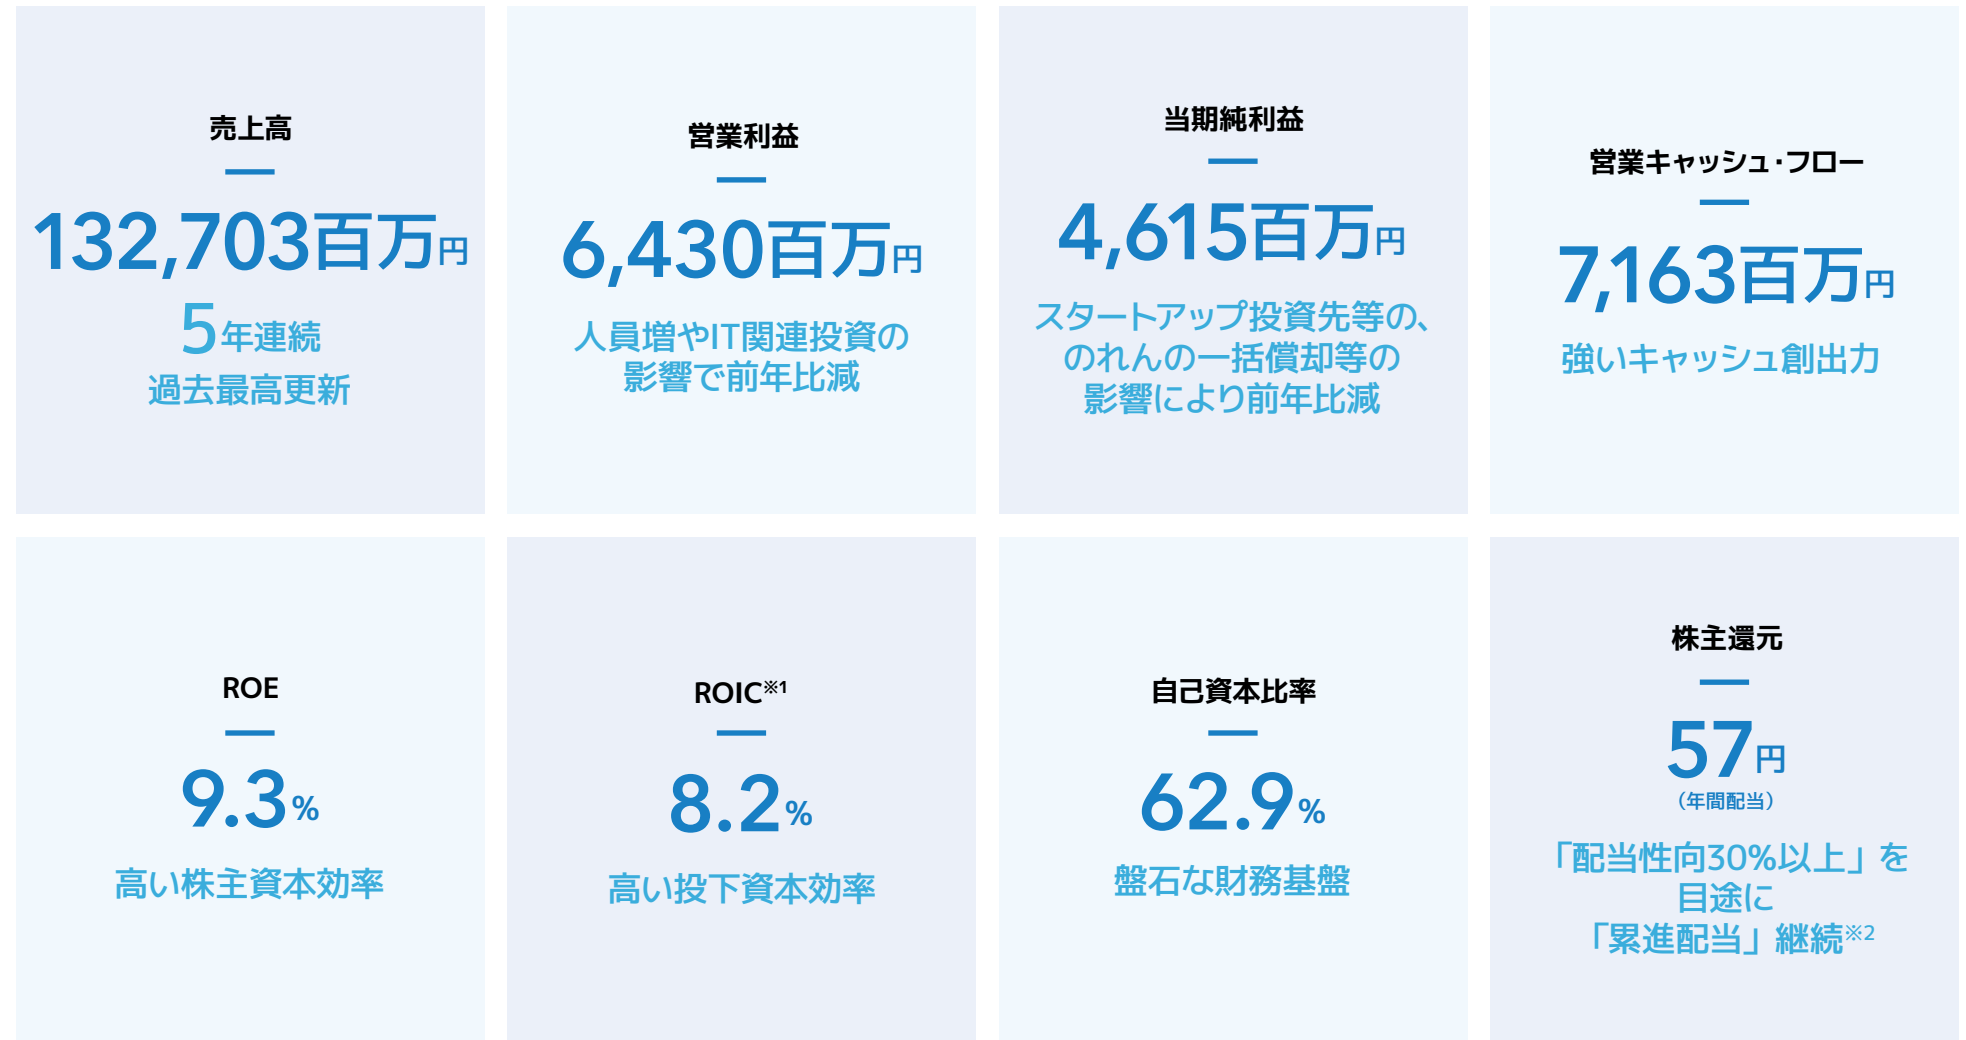 売上高
132,703百万円
5年連続
過去最高更新
営業利益
6,430百万円
人員増やIT関連投資の
影響で前年比減
当期純利益
4,615百万円
スタートアップ投資先等の、
のれんの一括償却等の
影響により前年比減
営業キャッシュ・フロー
7,163百万円
強いキャッシュ創出力
ROE
9.3%
高い株主資本効率
ROIC※1
8.2%
高い投下資本効率
自己資本比率
62.9%
盤石な財務基盤
株主還元
57円
（年間配当）
「配当性向30%以上」を
目途に
「累進配当」継続※2